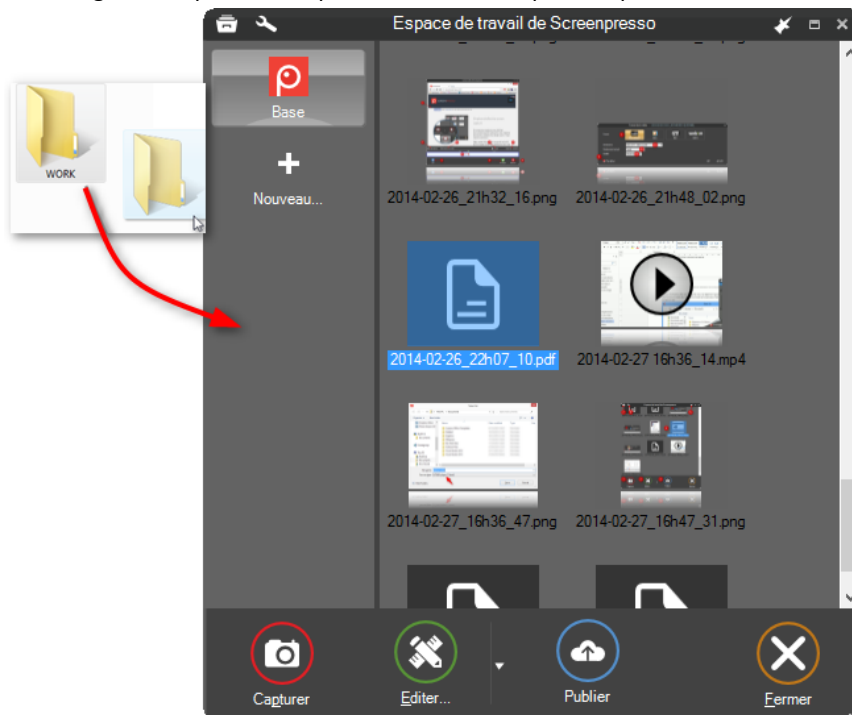 Espace de travail de Screenpresso
Base
Nouveau...
WORK
2014-02-26_21h32_16.png
2014-02-26_21h48_02.png
2014-02-26_22h07_10.pdf
2014-02-27 16h36_14.mp4
2014-02-27_16h36_47.png
2014-02-27_16h47_31.png
Capturer
Editer...
Publier
Fermer